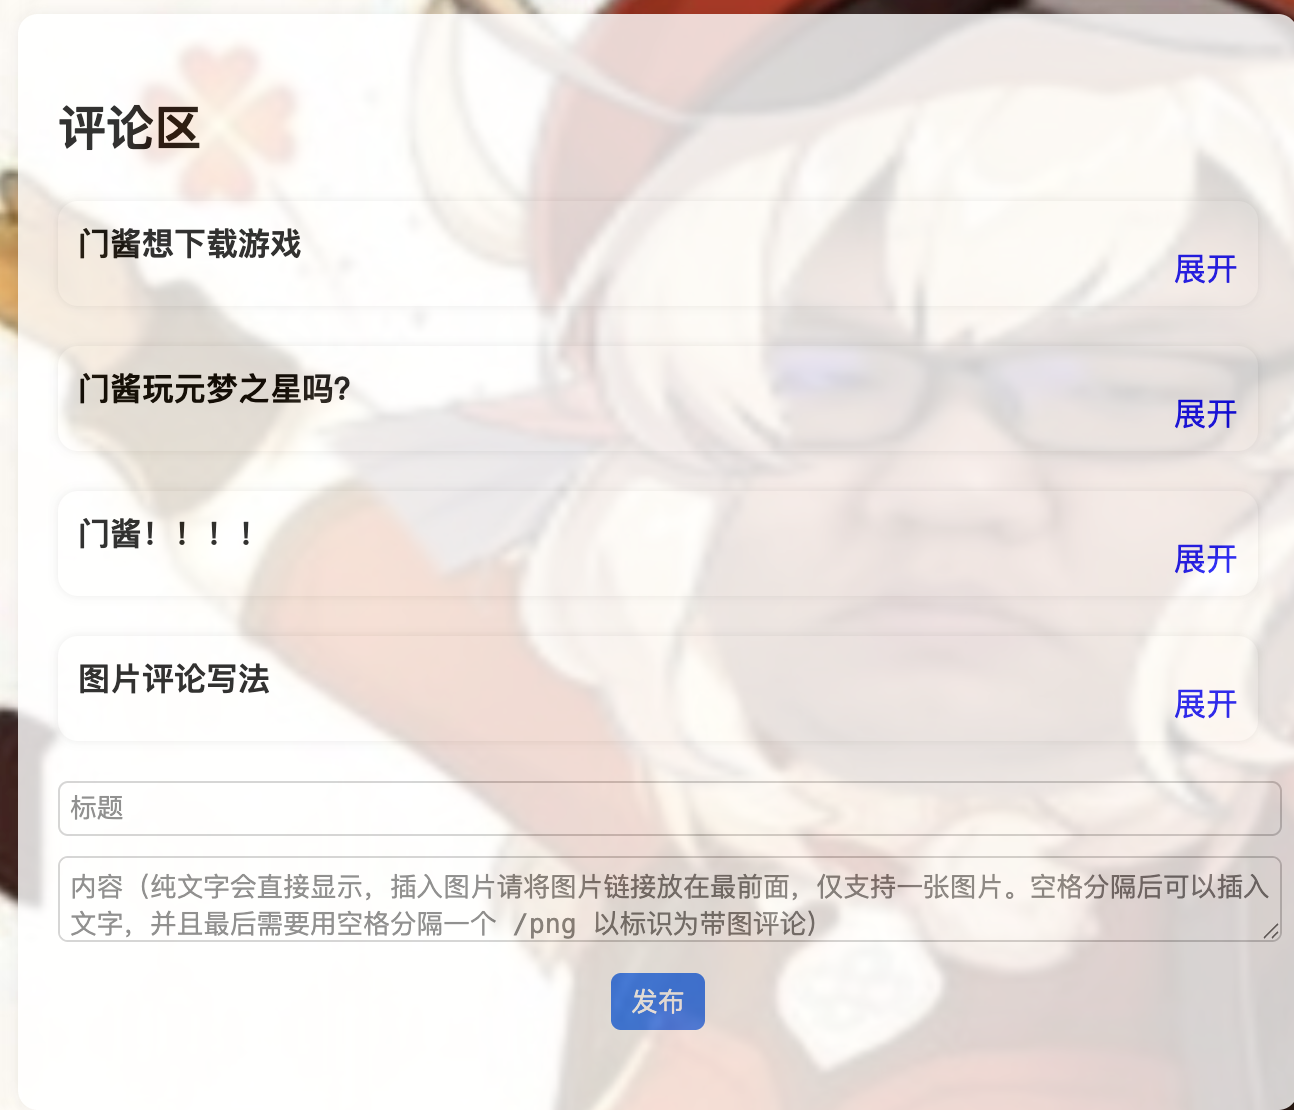 评论区
门酱想下载游戏
展开
门酱玩元梦之星吗?
展开
门酱！！！！
展开
图片评论写法
展开
标题
内容（纯文字会直接显示，插入图片请将图片链接放在最前面，仅支持一张图片。空格分隔后可以插入
文字，并且最后需要用空格分隔一个 /png 以标识为带图评论）
发布